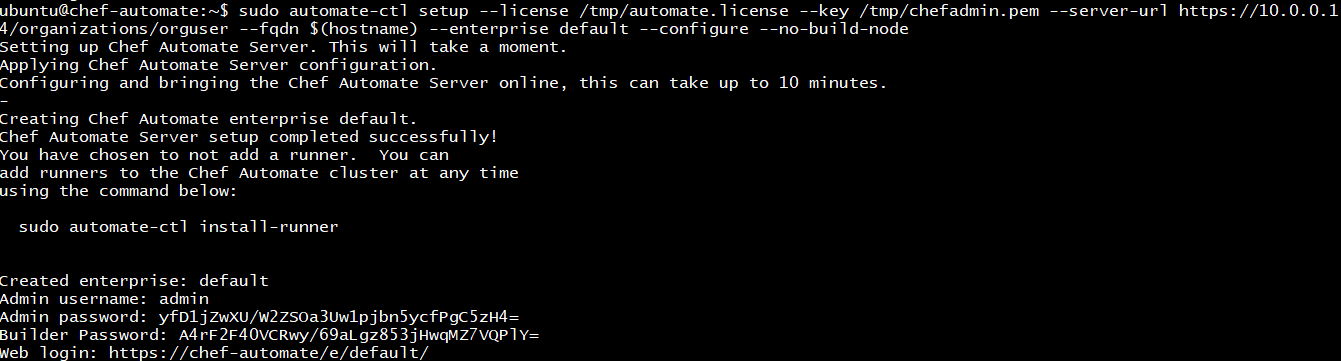 ubuntu@chef-automate:~$ sudo automate-ctl setup --license /tmp/automate.license --key /tmp/chefadmin.pem --server-url https://10.0.0.1
4/organizations/orguser --fqdn $(hostname) --enterprise default --configure --no-build-node
Setting up Chef Automate Server. This will take a moment.
Applying Chef Automate Server configuration.
Configuring and bringing the Chef Automate Server online, this can take up to 10 minutes.
-
Creating Chef Automate enterprise default.
Chef Automate Server setup completed successfully!
You have chosen to not add a runner.  You can
add runners to the Chef Automate cluster at any time
using the command below:
  sudo automate-ctl install-runner
Created enterprise: default
Admin username: admin
Admin password: yfD1jZwXU/W2ZSOa3Uw1pjbn5ycfPgC5zH4=
Builder Password: A4rF2F40VCRwy/69aLgz853jHwqMZ7VQPlY=
Web login: https://chef-automate/e/default/